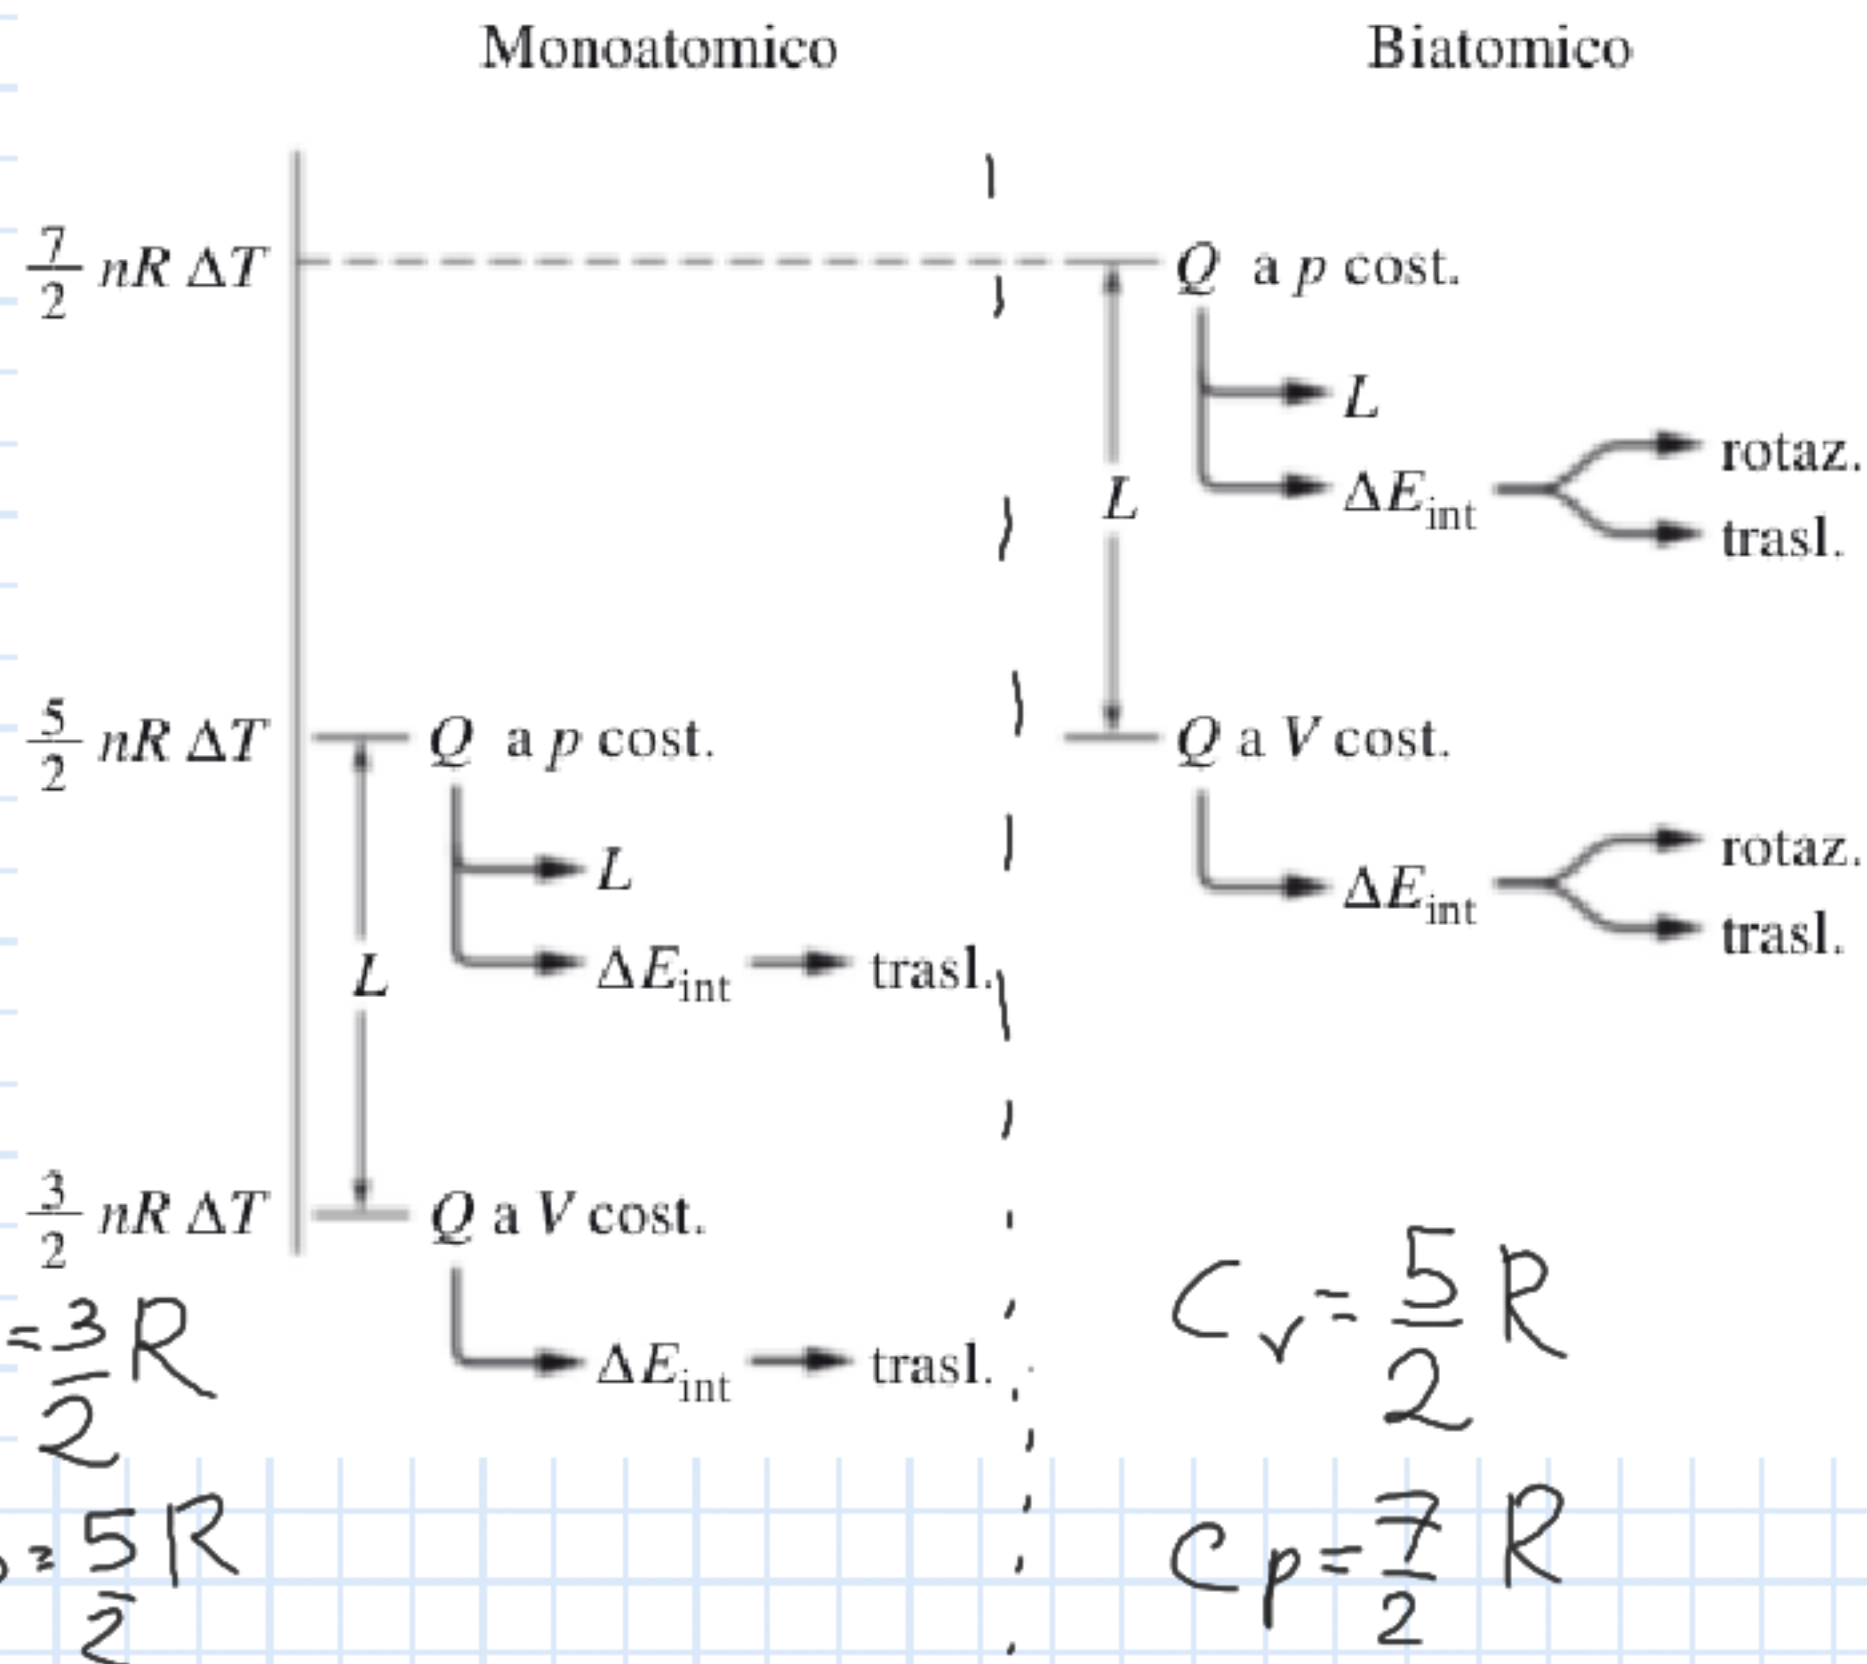 Monoatomico Biatomico
7/2 nR ΔT Q a p cost.
L
rotaz.
L ΔE_int
trasl.
5/2 nR ΔT Q a p cost. Q a V cost.
L rotaz.
ΔE_int
trasl.
L ΔE_int trasl.
3/2 nR ΔT Q a V cost.
ΔE_int trasl.
= 3/2 R C_v = 5/2 R
= 5/2 R C_p = 7/2 R